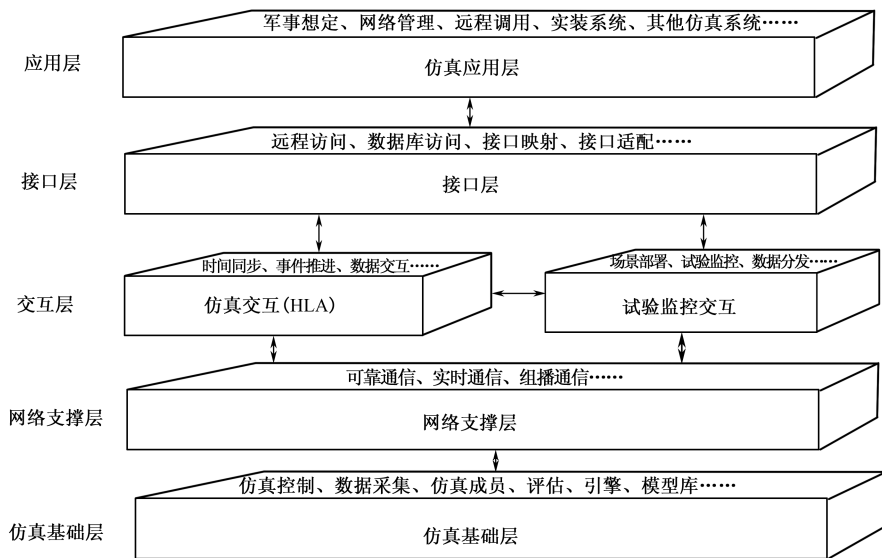 军事想定、网络管理、远程调用、实装系统、其他仿真系统……
应用层
仿真应用层
远程访问、数据库访问、接口映射、接口适配……
接口层
接口层
时间同步、事件推进、数据交互……
场景部署、试验监控、数据分发……
交互层
仿真交互(HLA)
试验监控交互
可靠通信、实时通信、组播通信……
网络支撑层
网络支撑层
仿真控制、数据采集、仿真成员、评估、引擎、模型库……
仿真基础层
仿真基础层